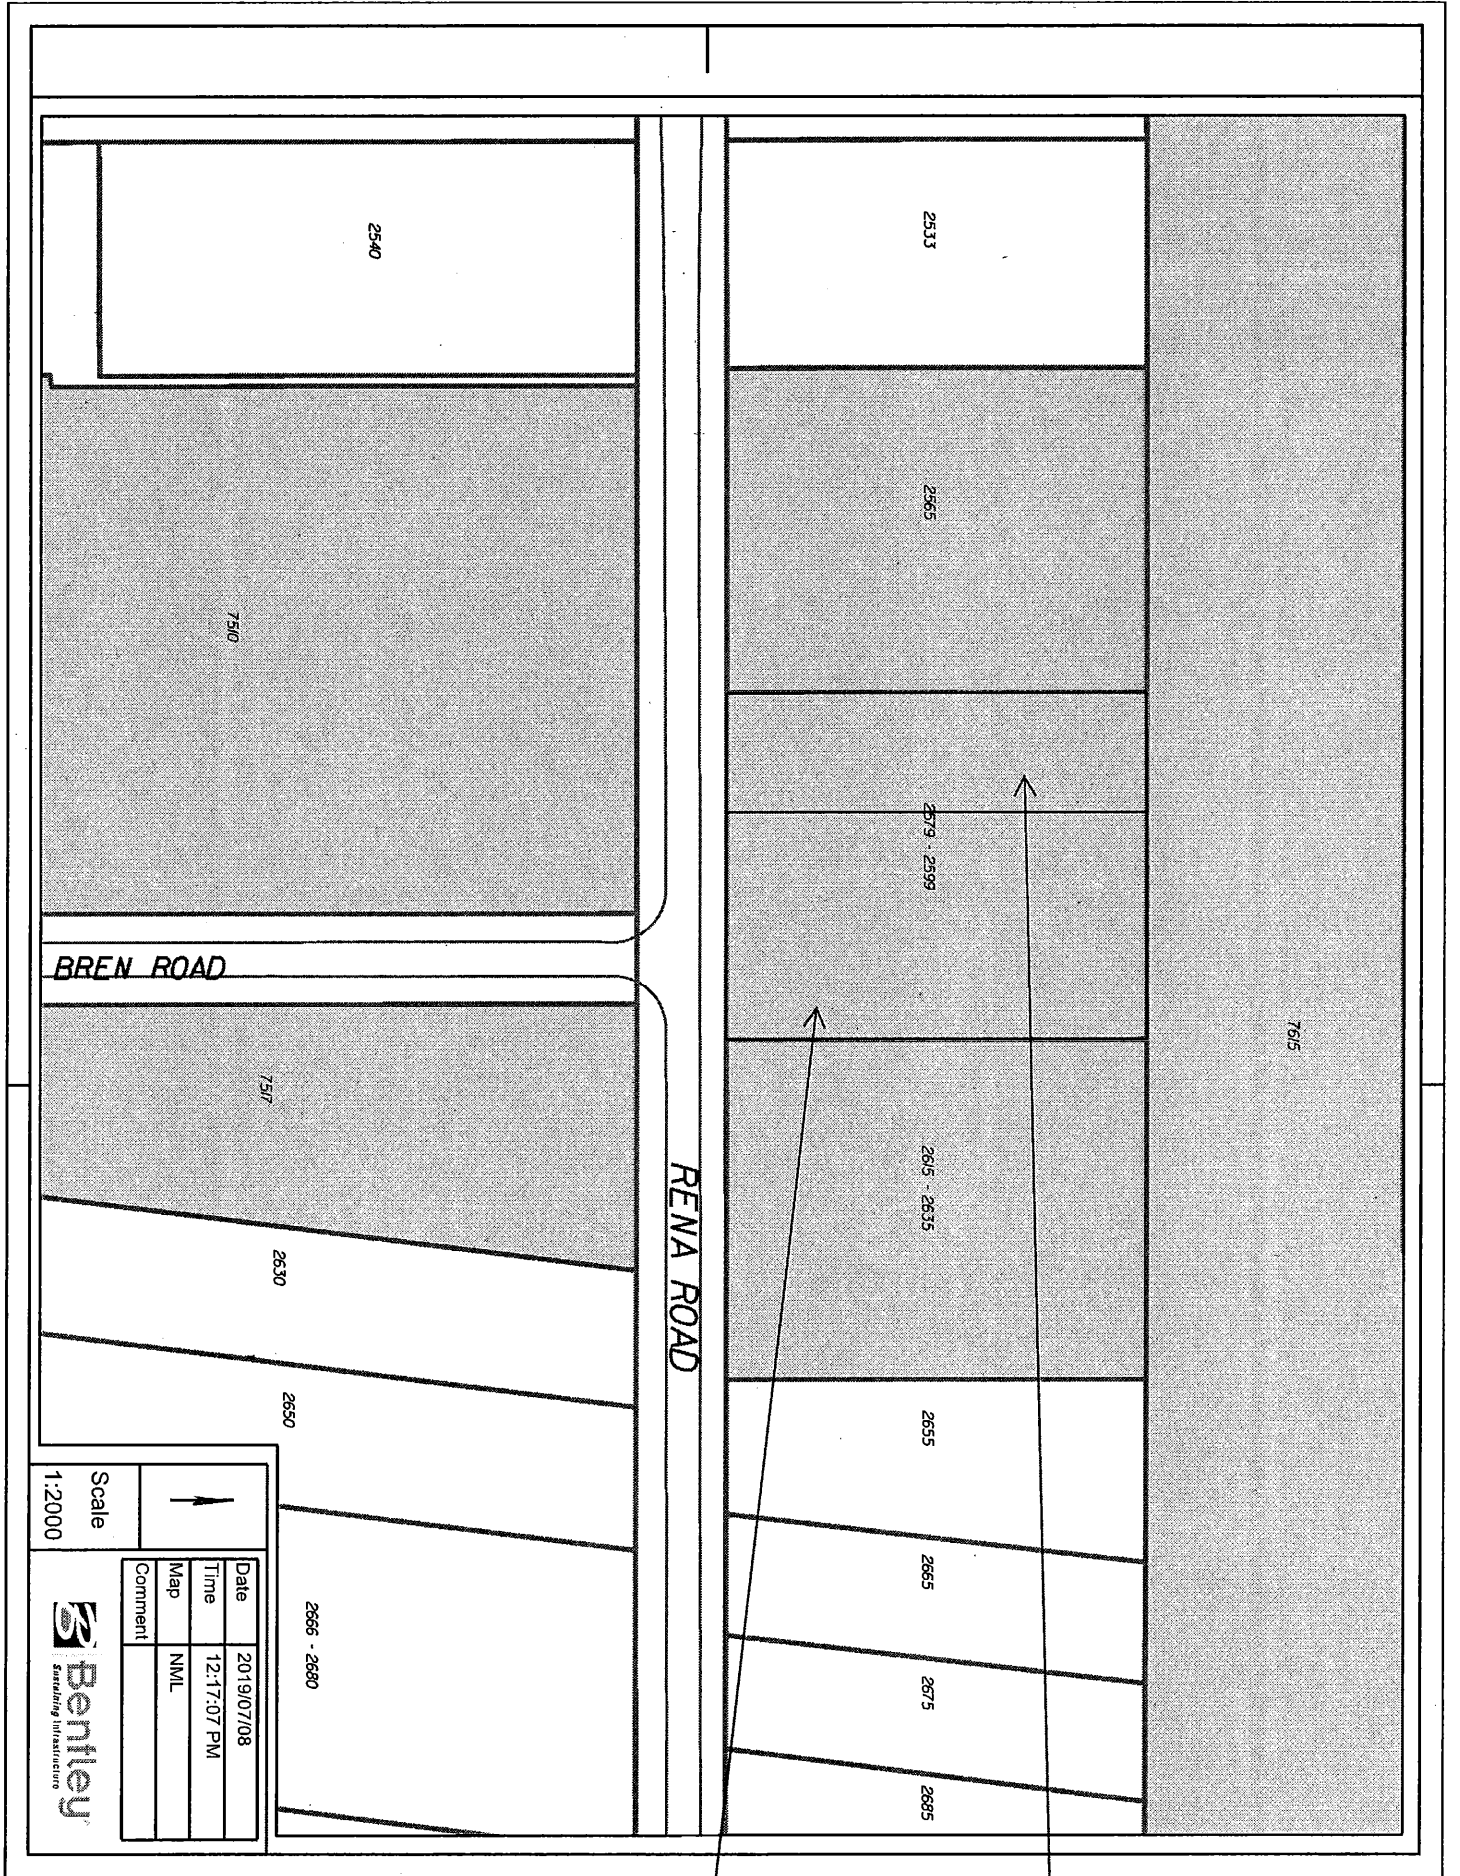 7615
2533
2565
2579 - 2599
2615 - 2635
2655
2665
2675
2685
RENA ROAD
2540
7510
BREN ROAD
7517
2630
2650
2666 - 2680
Scale
1:2000
Date 2019/07/08
Time 12:17:07 PM
Map NML
Comment
Bentley
Sustaining Infrastructure